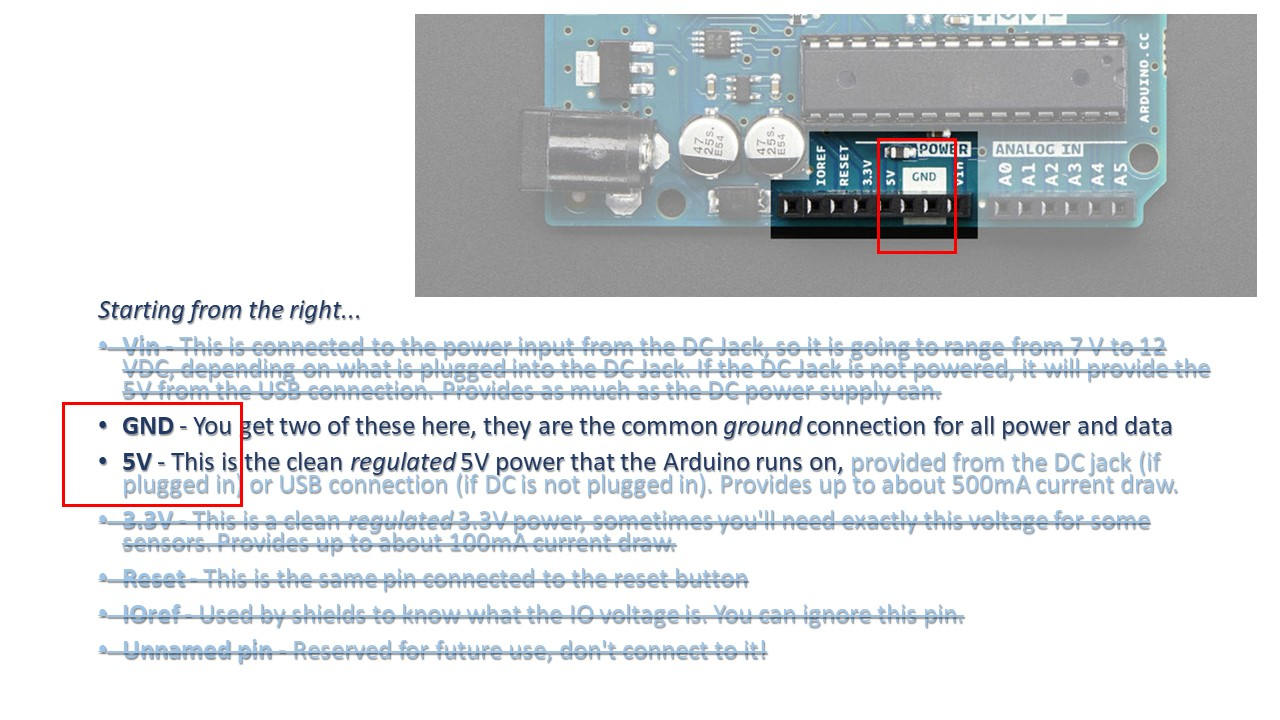 ARDUINO.CC
47
25s.
E54
47
25s.
E54
POWER
ANALOG IN
IOREF
RESET
3.3V
5V
GND
Vin
A0
A1
A2
A3
A4
A5
Starting from the right...
• Vin - This is connected to the power input from the DC Jack, so it is going to range from 7 V to 12
VDC, depending on what is plugged into the DC Jack. If the DC Jack is not powered, it will provide the
5V from the USB connection. Provides as much as the DC power supply can.
• GND - You get two of these here, they are the common ground connection for all power and data
• 5V - This is the clean regulated 5V power that the Arduino runs on, provided from the DC jack (if
plugged in) or USB connection (if DC is not plugged in). Provides up to about 500mA current draw.
• 3.3V - This is a clean regulated 3.3V power, sometimes you'll need exactly this voltage for some
sensors. Provides up to about 100mA current draw.
• Reset - This is the same pin connected to the reset button
• IOref - Used by shields to know what the IO voltage is. You can ignore this pin.
• Unnamed pin - Reserved for future use, don't connect to it!